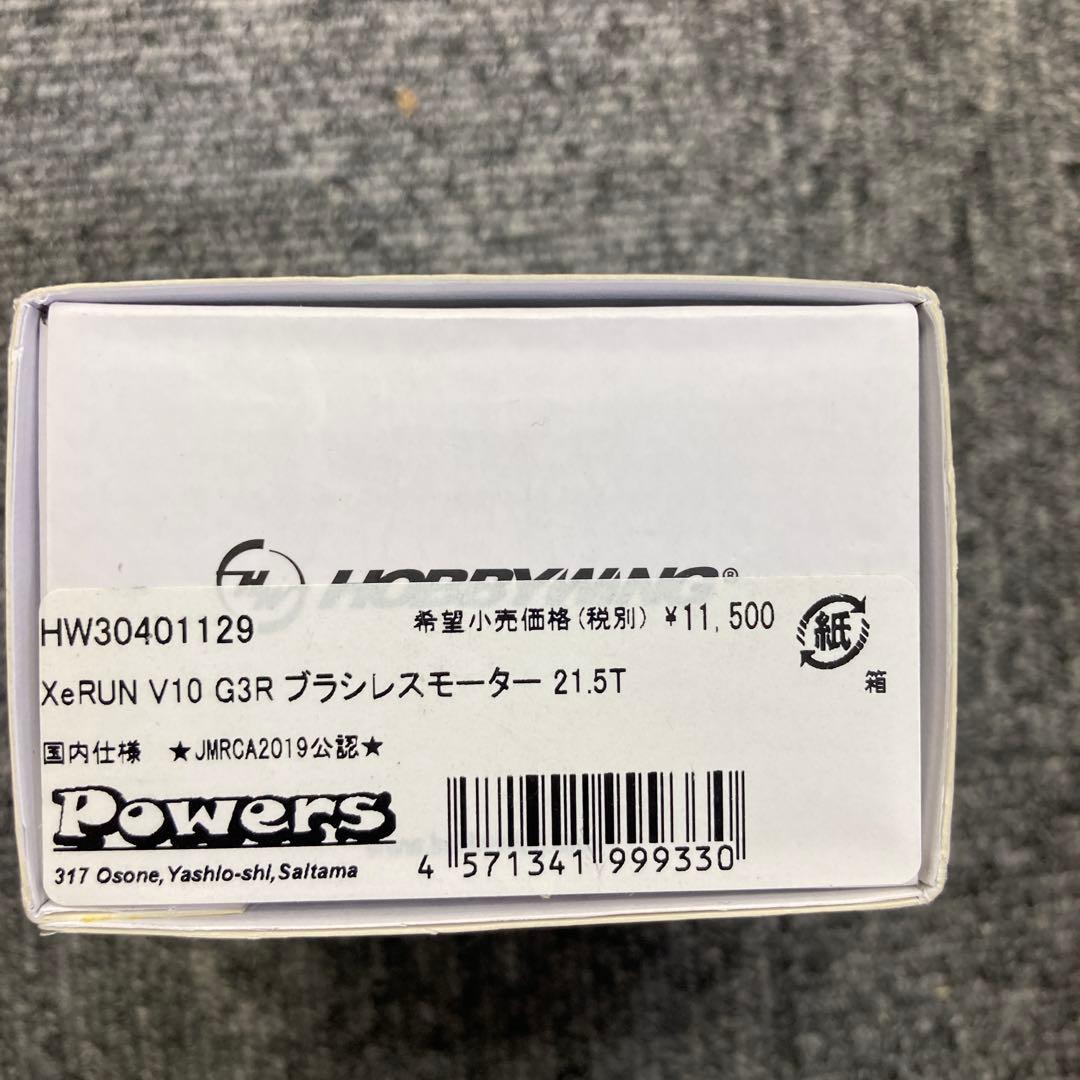 HW HOBBYWING®
HW30401129 希望小売価格(税別) ¥11,500
紙
箱
XeRUN V10 G3R ブラシレスモーター 21.5T
国内仕様 ★JMRCA2019公認★
Powers
317 Osone,Yashio-shi,Saitama
4 571341 999330